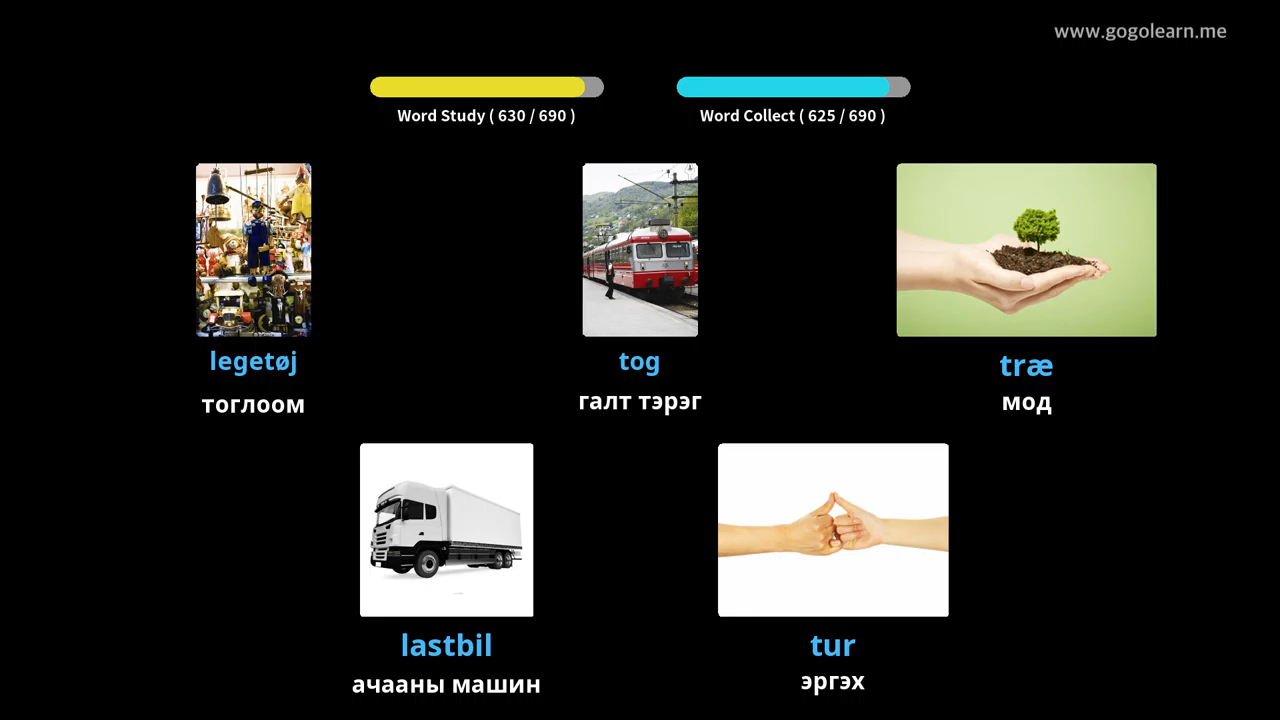 www.gogolearn.me
Word Study ( 630 / 690 )
Word Collect ( 625 / 690 )
legetøj
tog
træ
тоглоом
галт тэрэг
мод
lastbil
tur
ачааны машин
эргэх